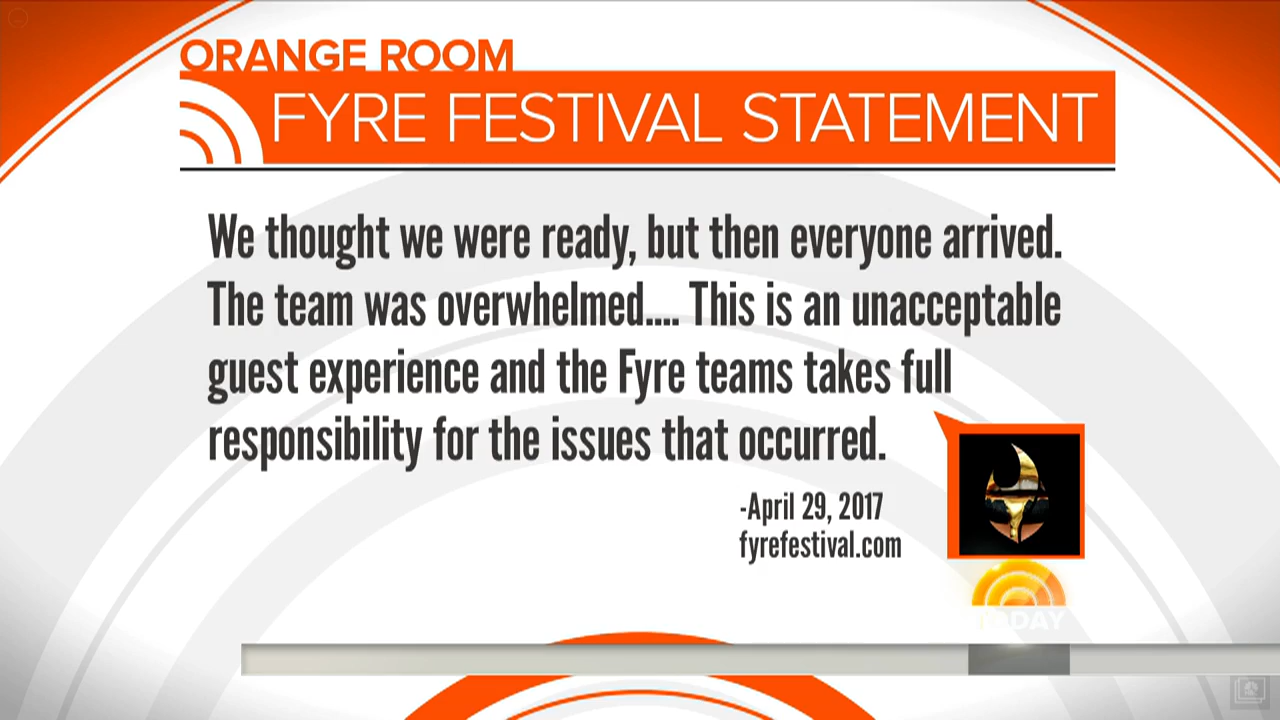 ORANGE ROOM
FYRE FESTIVAL STATEMENT
We thought we were ready, but then everyone arrived.
The team was overwhelmed.... This is an unacceptable
guest experience and the Fyre teams takes full
responsibility for the issues that occurred.
-April 29, 2017
fyrefestival.com
TODAY